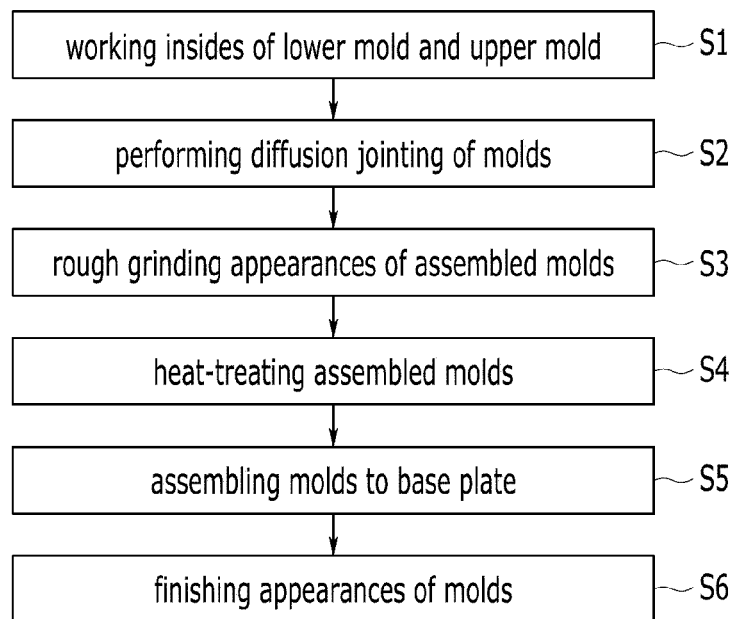 working insides of lower mold and upper mold S1
performing diffusion jointing of molds S2
rough grinding appearances of assembled molds S3
heat-treating assembled molds S4
assembling molds to base plate S5
finishing appearances of molds S6